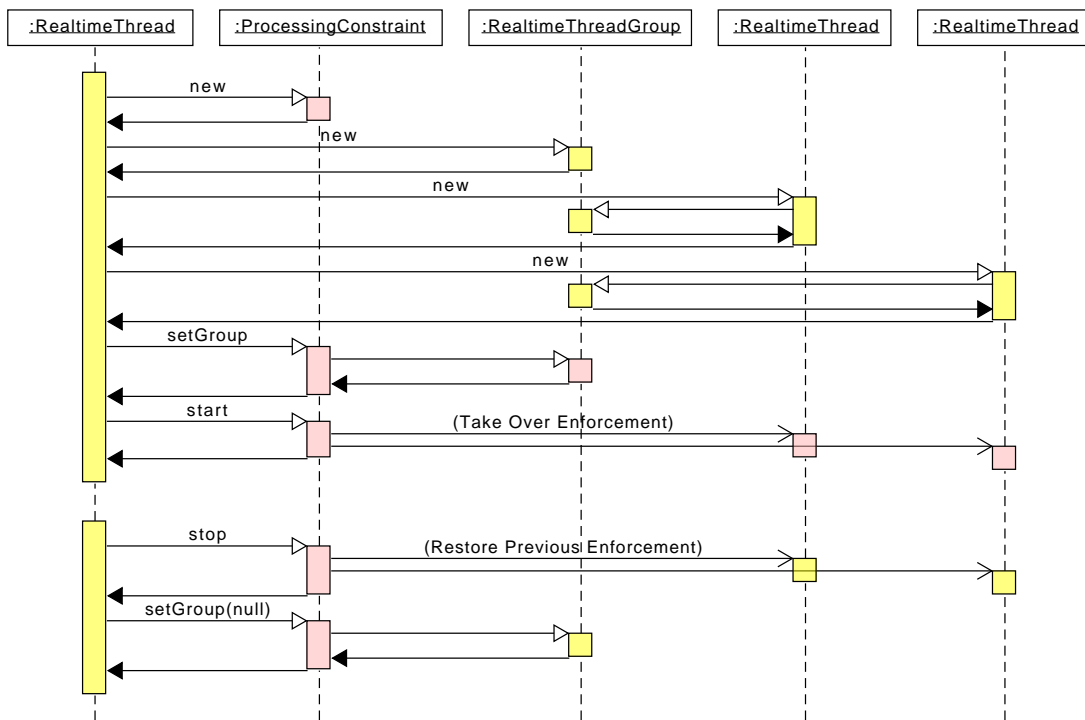 :RealtimeThread
:ProcessingConstraint
:RealtimeThreadGroup
:RealtimeThread
:RealtimeThread
new
new
new
new
setGroup
start
(Take Over Enforcement)
stop
(Restore Previous Enforcement)
setGroup(null)